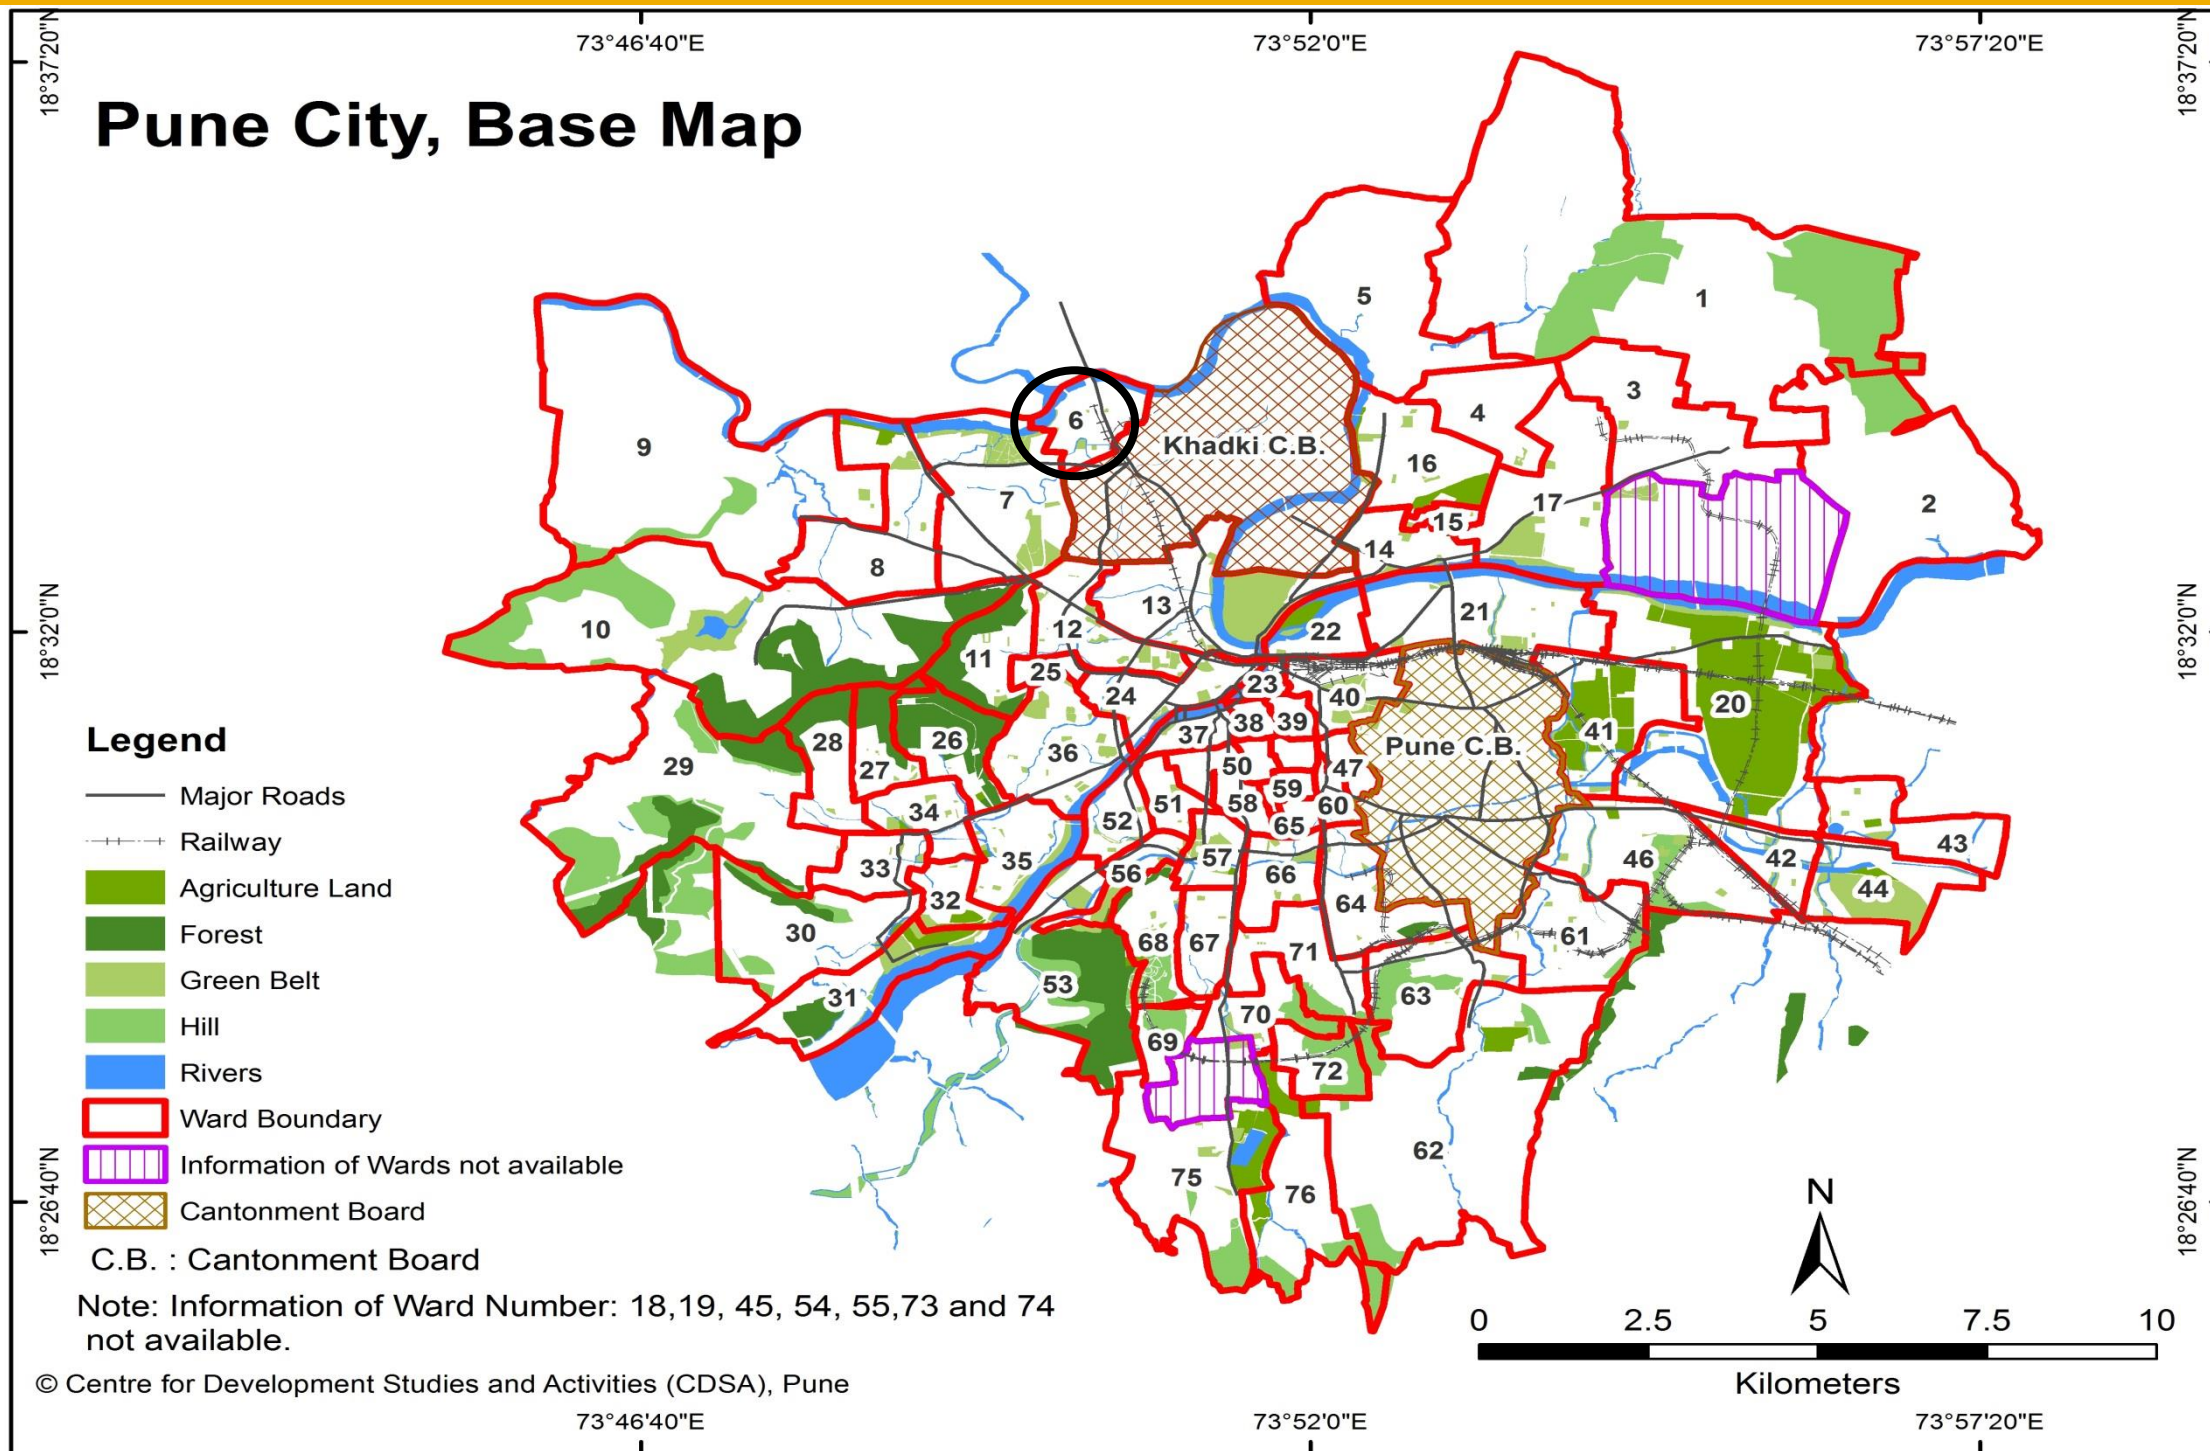 73°46'40"E
73°52'0"E
73°57'20"E
18°37'20"N
18°37'20"N
Pune City, Base Map
5
1
3
4
6
9
Khadki C.B.
16
7
17
2
15
14
8
13
21
10
12
22
11
25
23
24
40
20
38
39
37
41
28
26
Pune C.B.
36
29
27
50
47
59
51
58
60
34
52
65
43
57
42
35
46
33
56
66
44
32
64
30
61
68
67
71
53
31
63
70
69
72
62
75
76
18°32'0"N
18°32'0"N
Legend
Major Roads
Railway
Agriculture Land
Forest
Green Belt
Hill
Rivers
Ward Boundary
Information of Wards not available
Cantonment Board
C.B. : Cantonment Board
Note: Information of Ward Number: 18,19, 45, 54, 55,73 and 74
not available.
© Centre for Development Studies and Activities (CDSA), Pune
18°26'40"N
18°26'40"N
N
0 2.5 5 7.5 10
Kilometers
73°46'40"E
73°52'0"E
73°57'20"E